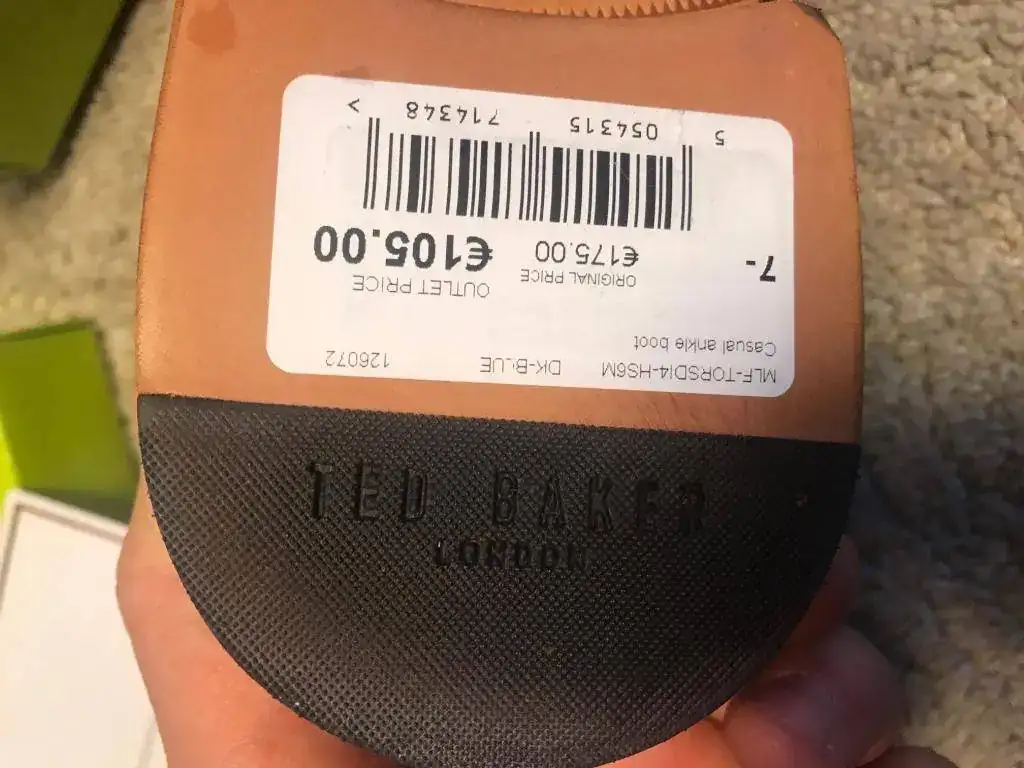 MLF-TORSDI4-HS6M DK-BLUE 126072
Casual ankle boot
7-
ORIGINAL PRICE OUTLET PRICE
€175.00 €105.00
5 054315 714348 >
TED BAKER
LONDON